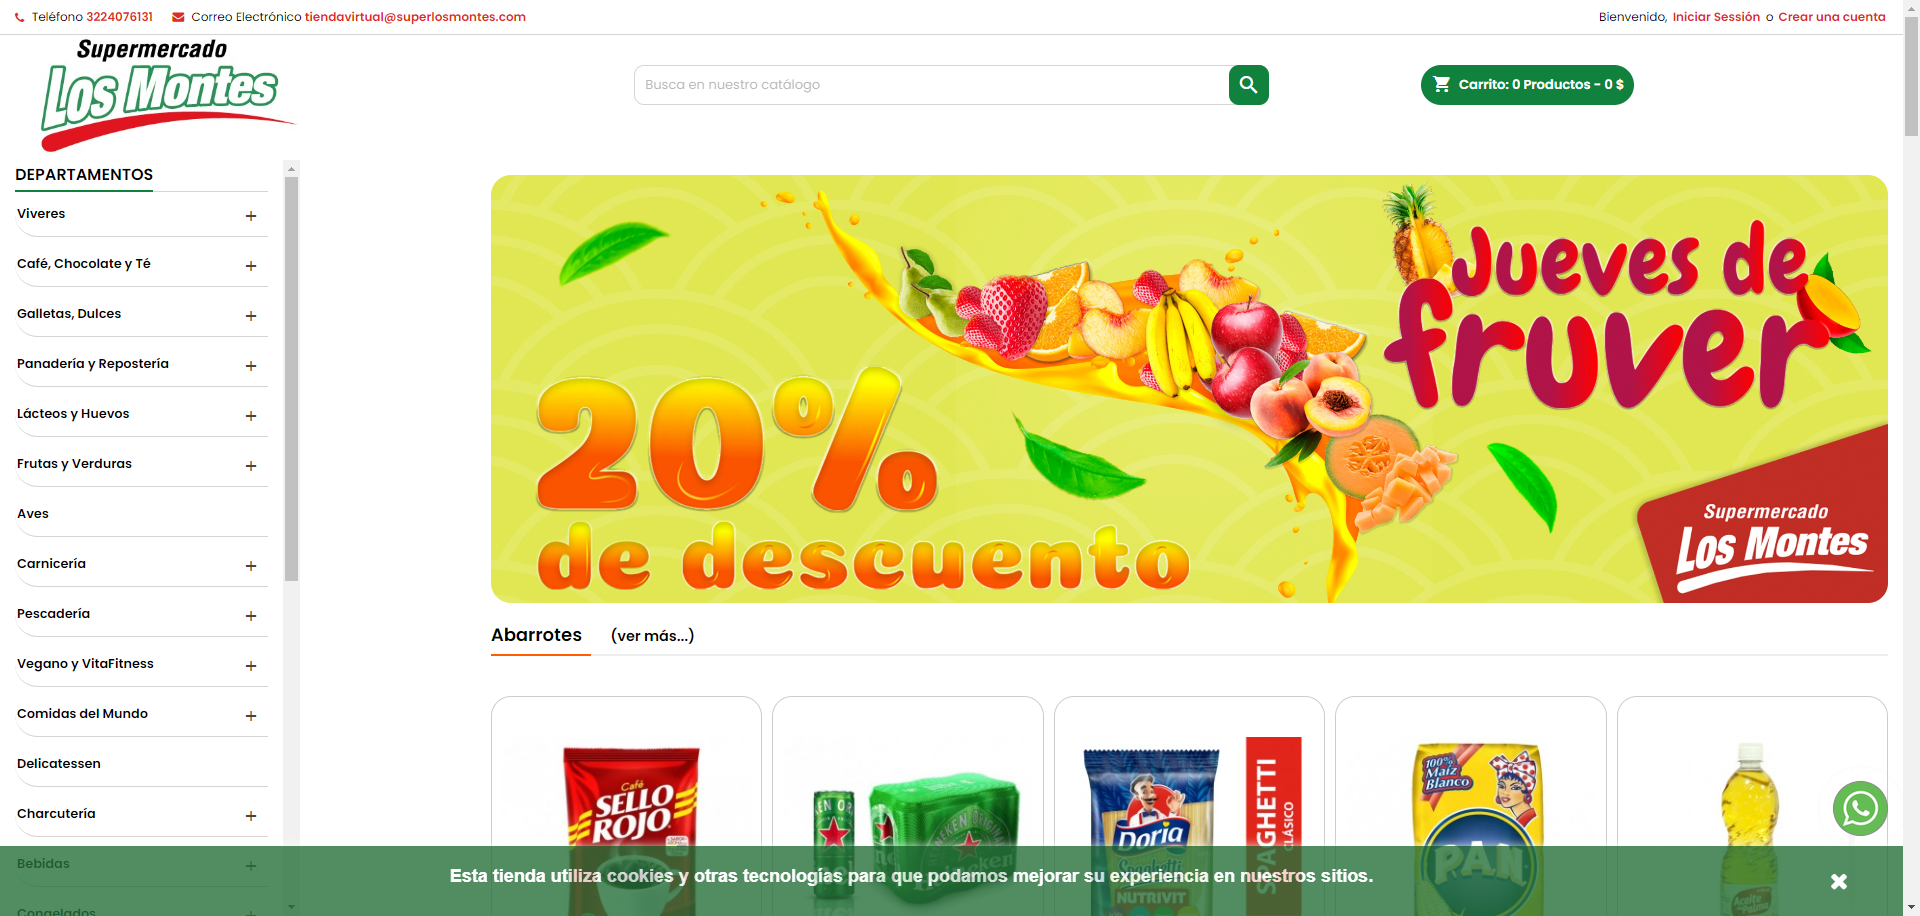 Teléfono 3224076131 Correo Electrónico tiendavirtual@superlosmontes.com
Bienvenido, Iniciar Sessión o Crear una cuenta
Supermercado
Los Montes
Busca en nuestro catálogo
Carrito: 0 Productos - 0 $
DEPARTAMENTOS
Viveres
Café, Chocolate y Té
Galletas, Dulces
Panadería y Repostería
Lácteos y Huevos
Frutas y Verduras
Aves
Carnicería
Pescadería
Vegano y VitaFitness
Comidas del Mundo
Delicatessen
Charcutería
Bebidas
Congelados
Jueves de
fruver
20%
de descuento
Supermercado
Los Montes
Abarrotes (ver más...)
Café
SELLO
ROJO
HEINEKEN
Doria
Spaghetti
NUTRIVIT
SPAGHETTI
CLÁSICO
100%
Maíz
Blanco
PAN
Aceite
Esta tienda utiliza cookies y otras tecnologías para que podamos mejorar su experiencia en nuestros sitios.